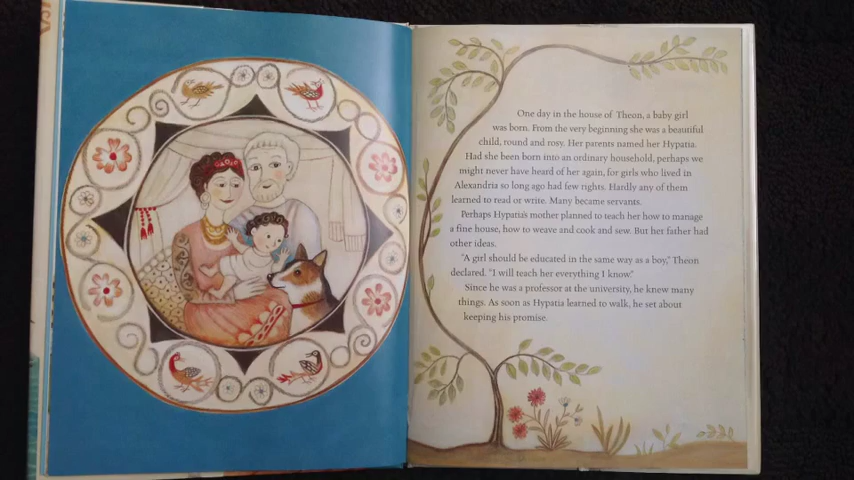 One day in the house of Theon, a baby girl
was born. From the very beginning she was a beautiful
child, round and rosy. Her parents named her Hypatia.
Had she been born into an ordinary household, perhaps we
might never have heard of her again, for girls who lived in
Alexandria so long ago had few rights. Hardly any of them
learned to read or write. Many became servants.
Perhaps Hypatia's mother planned to teach her how to manage
a fine house, how to weave and cook and sew. But her father had
other ideas.
"A girl should be educated in the same way as a boy," Theon
declared. "I will teach her everything I know."
Since he was a professor at the university, he knew many
things. As soon as Hypatia learned to walk, he set about
keeping his promise.